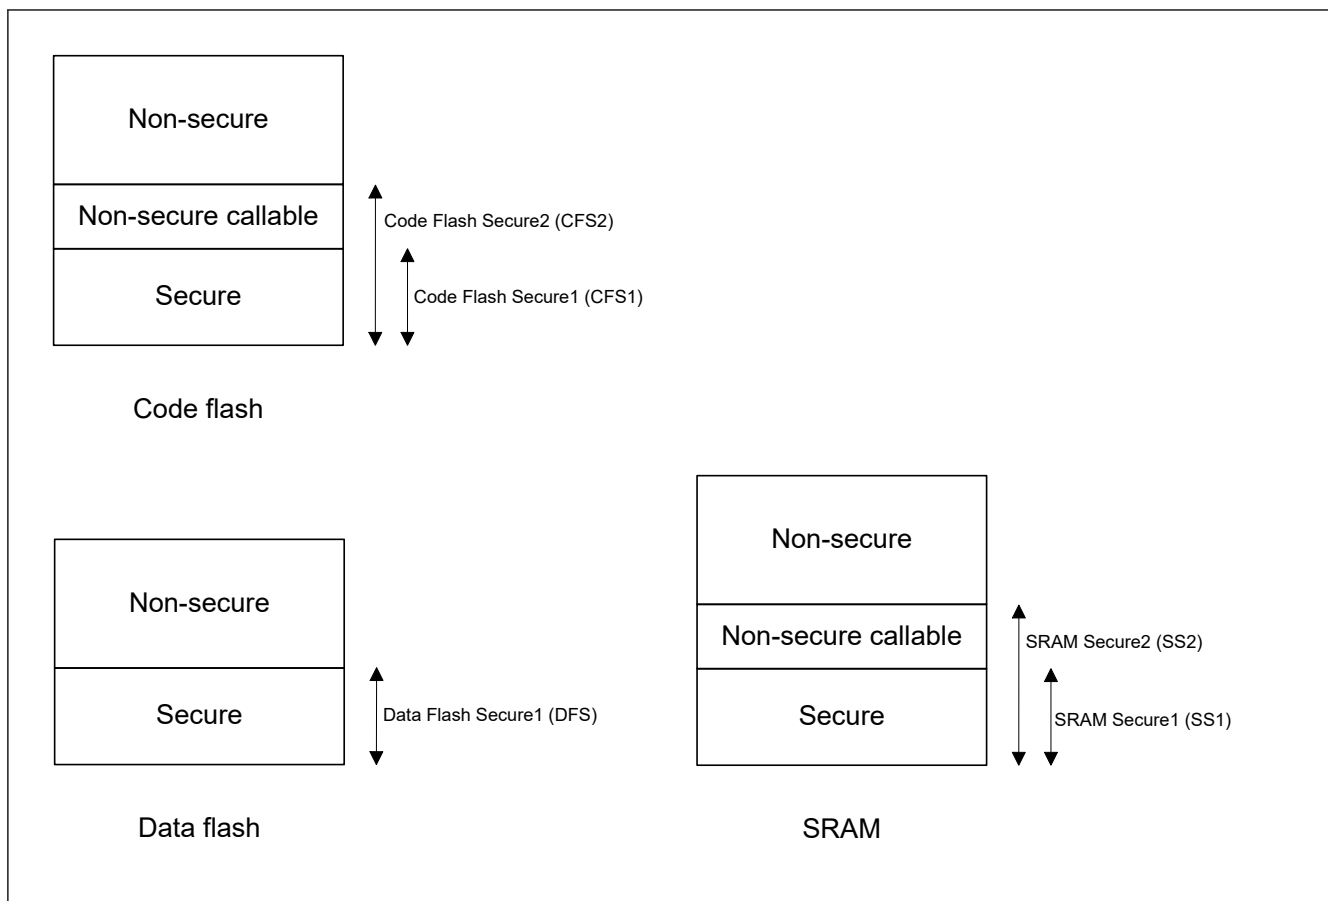 Non-secure
Non-secure callable
Code Flash Secure2 (CFS2)
Secure
Code Flash Secure1 (CFS1)
Code flash
Non-secure
Secure
Data Flash Secure1 (DFS)
Data flash
Non-secure
Non-secure callable
SRAM Secure2 (SS2)
Secure
SRAM Secure1 (SS1)
SRAM